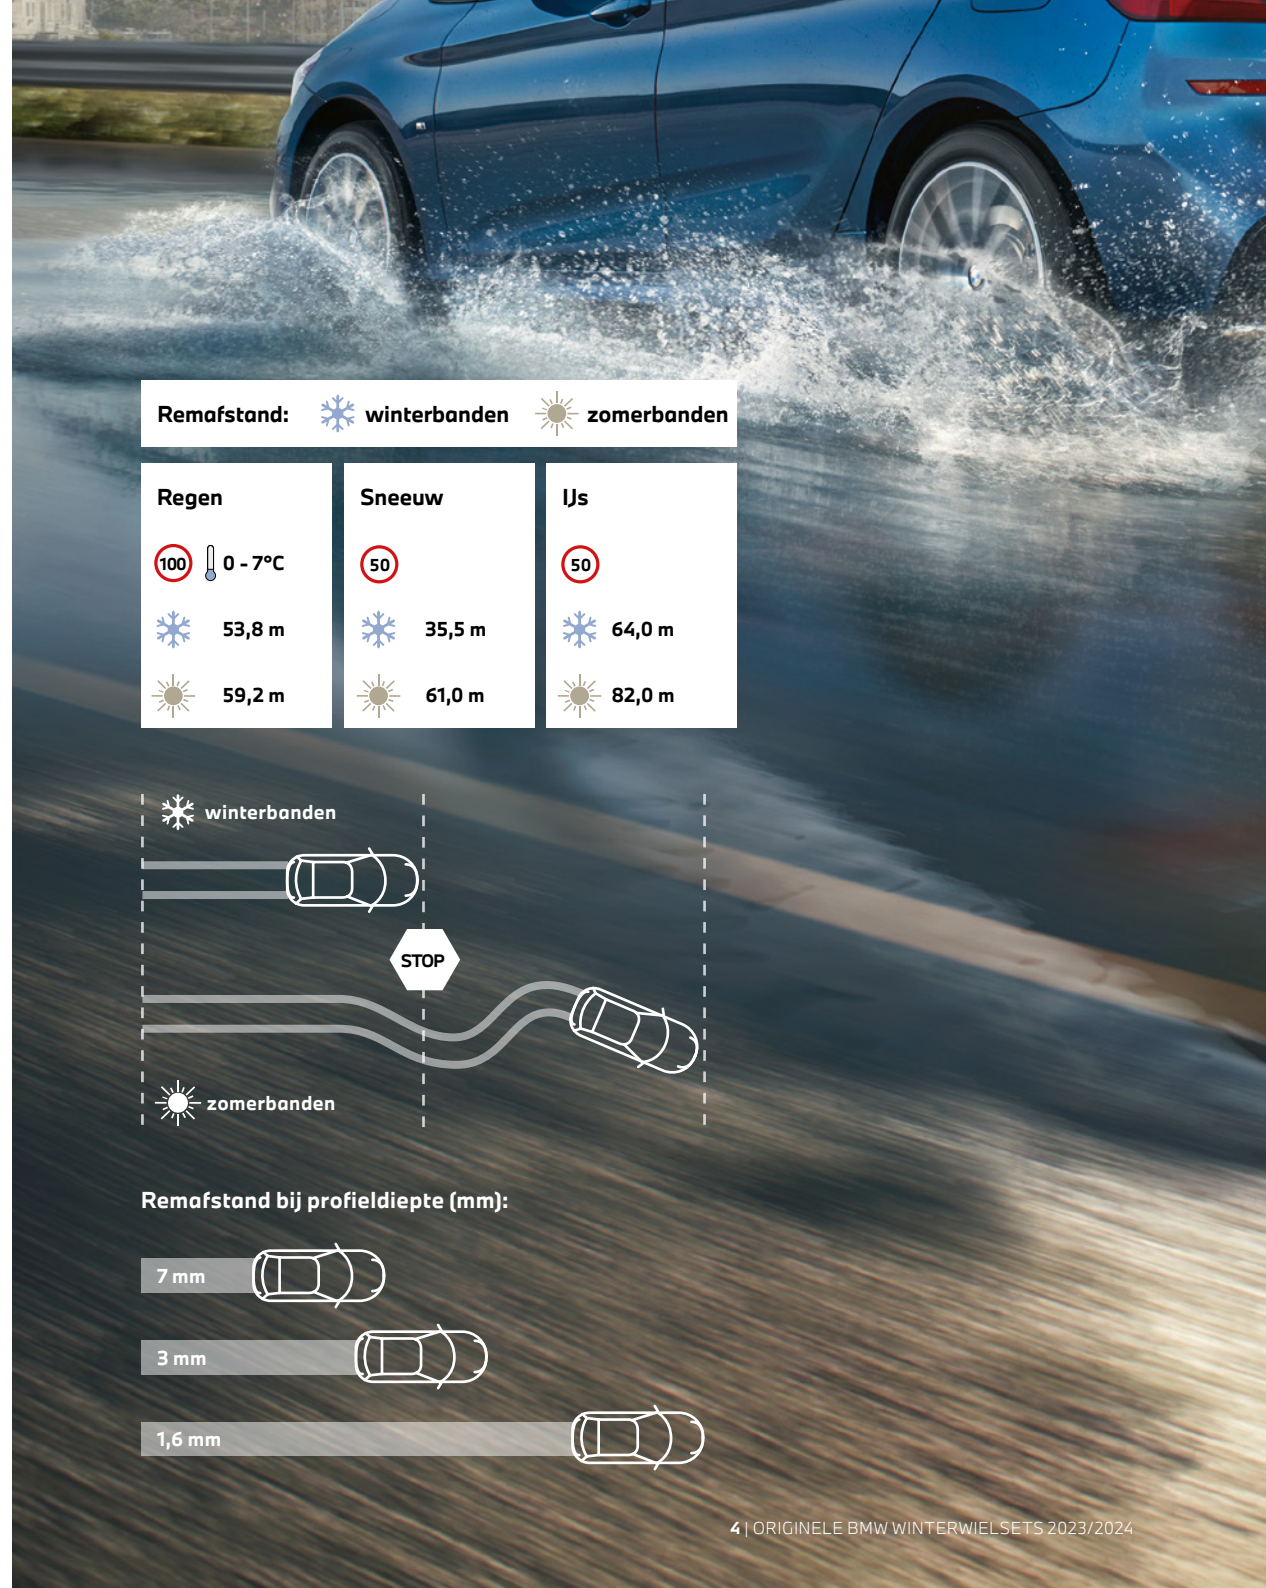 Remafstand: winterbanden zomerbanden
Regen
100 0 - 7°C
53,8 m
59,2 m
Sneeuw
50
35,5 m
61,0 m
IJs
50
64,0 m
82,0 m
winterbanden
STOP
zomerbanden
Remafstand bij profieldiepte (mm):
7 mm
3 mm
1,6 mm
4 | ORIGINELE BMW WINTERWIELSETS 2023/2024